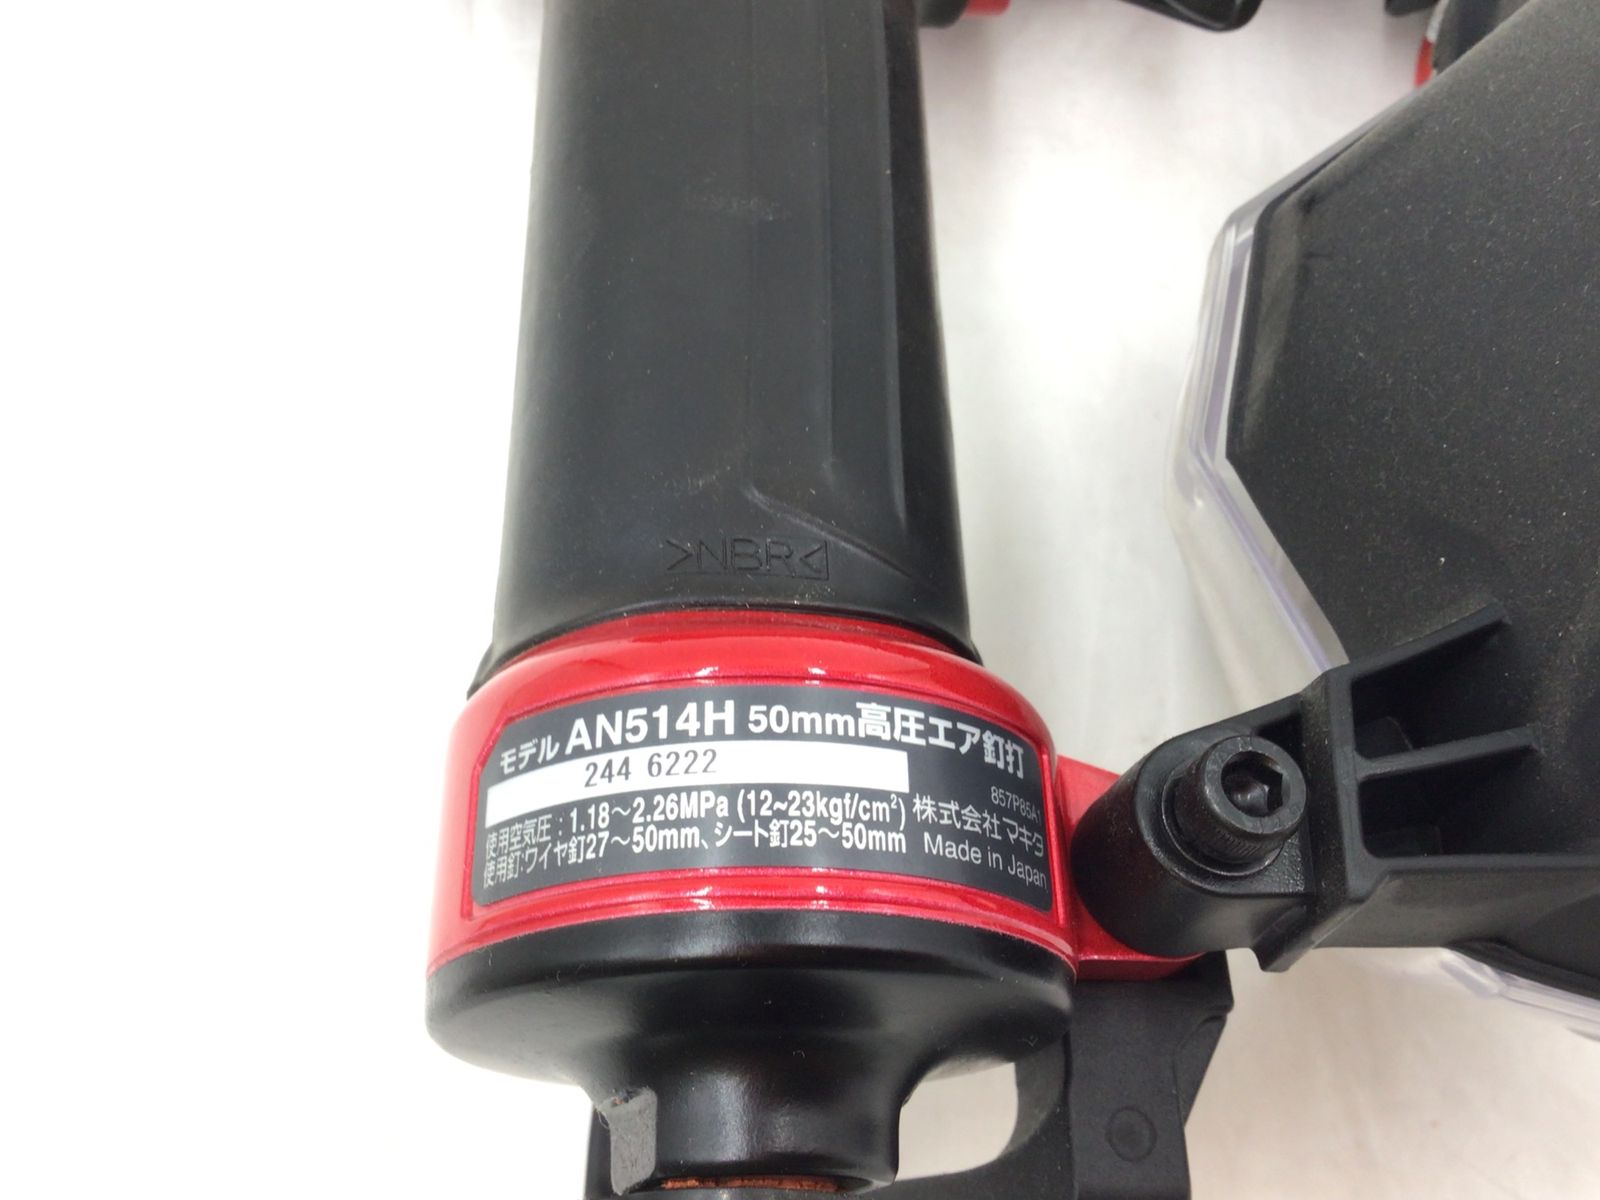 >NBR<
モデル AN514H 50mm高圧エア釘打
244 6222
857P85A1
使用空気圧:1.18～2.26MPa (12~23kgf/cm²) 株式会社マキタ
使用釘:ワイヤ釘27～50mm、シート釘25～50mm Made in Japan